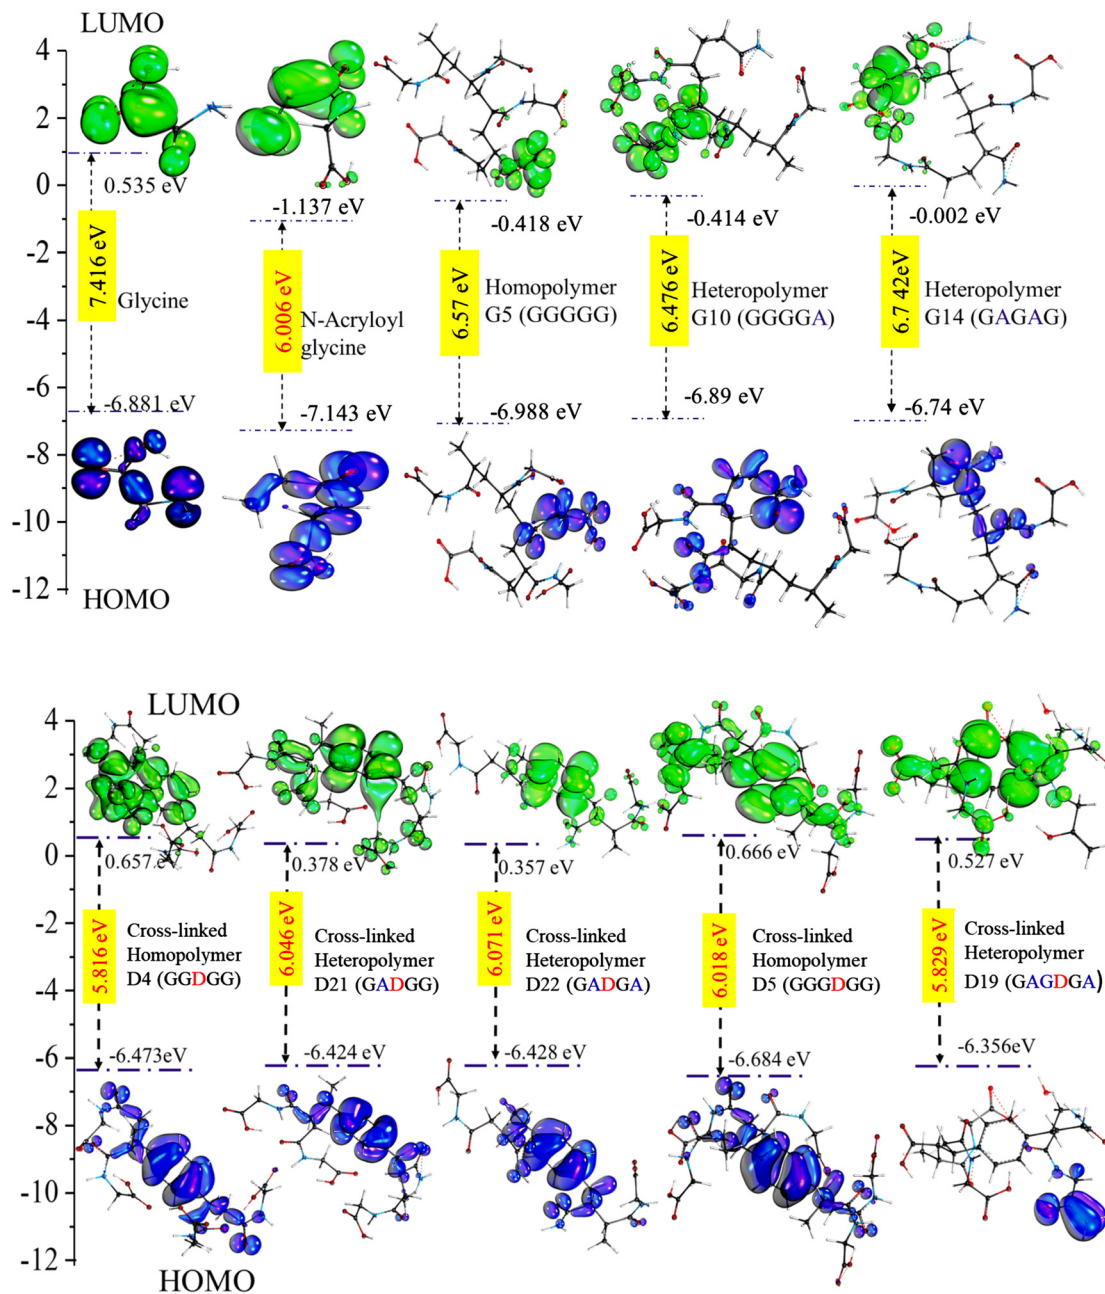 LUMO
4
2
0
-2
-4
-6
-8
-10
-12
HOMO
0.535 eV
7.416 eV
Glycine
-6.881 eV
-1.137 eV
6.006 eV
N-Acryloyl
glycine
-7.143 eV
-0.418 eV
6.57 eV
Homopolymer
G5 (GGGGG)
-6.988 eV
-0.414 eV
6.476 eV
Heteropolymer
G10 (GGGGA)
-6.89 eV
-0.002 eV
6.7 42eV
Heteropolymer
G14 (GAGAG)
-6.74 eV
LUMO
4
2
0
-2
-4
-6
-8
-10
-12
HOMO
0.657 eV
5.816 eV
Cross-linked
Homopolymer
D4 (GGDGG)
-6.473eV
0.378 eV
6.046 eV
Cross-linked
Heteropolymer
D21 (GADGG)
-6.424 eV
0.357 eV
6.071 eV
Cross-linked
Heteropolymer
D22 (GADGA)
-6.428 eV
0.666 eV
6.018 eV
Cross-linked
Homopolymer
D5 (GGGDGG)
-6.684 eV
0.527 eV
5.829 eV
Cross-linked
Heteropolymer
D19 (GAGDGA)
-6.356eV